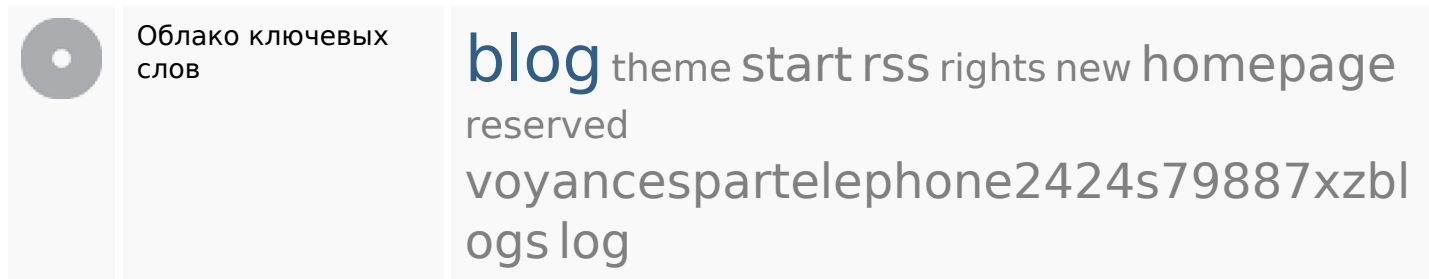 Облако ключевых
слов
blog theme start rss rights new homepage
reserved
voyancespartelephone2424s79887xzbl
ogs log